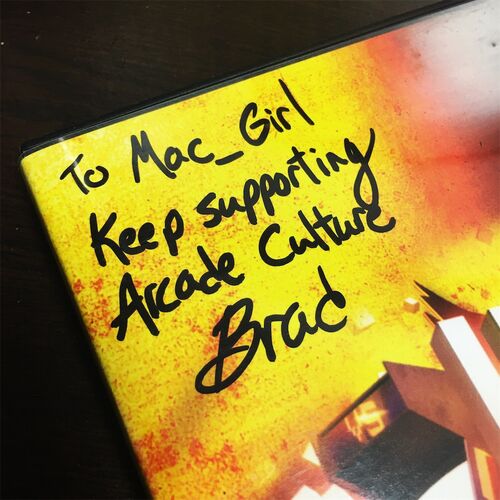 To Mac_Girl
Keep supporting
Arcade Culture
Brad